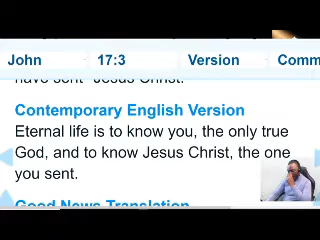 John 17:3 Version Comm
have sent Jesus Christ.
Contemporary English Version
Eternal life is to know you, the only true
God, and to know Jesus Christ, the one
you sent.
Good News Translation